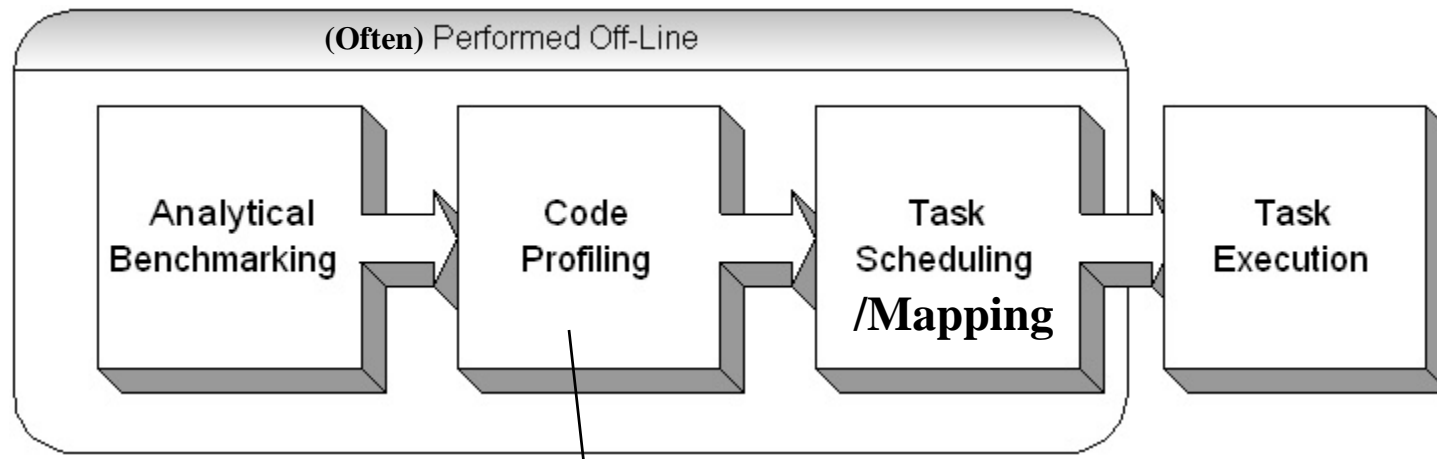 (Often) Performed Off-Line
Analytical
Benchmarking
Code
Profiling
Task
Scheduling
/Mapping
Task
Execution